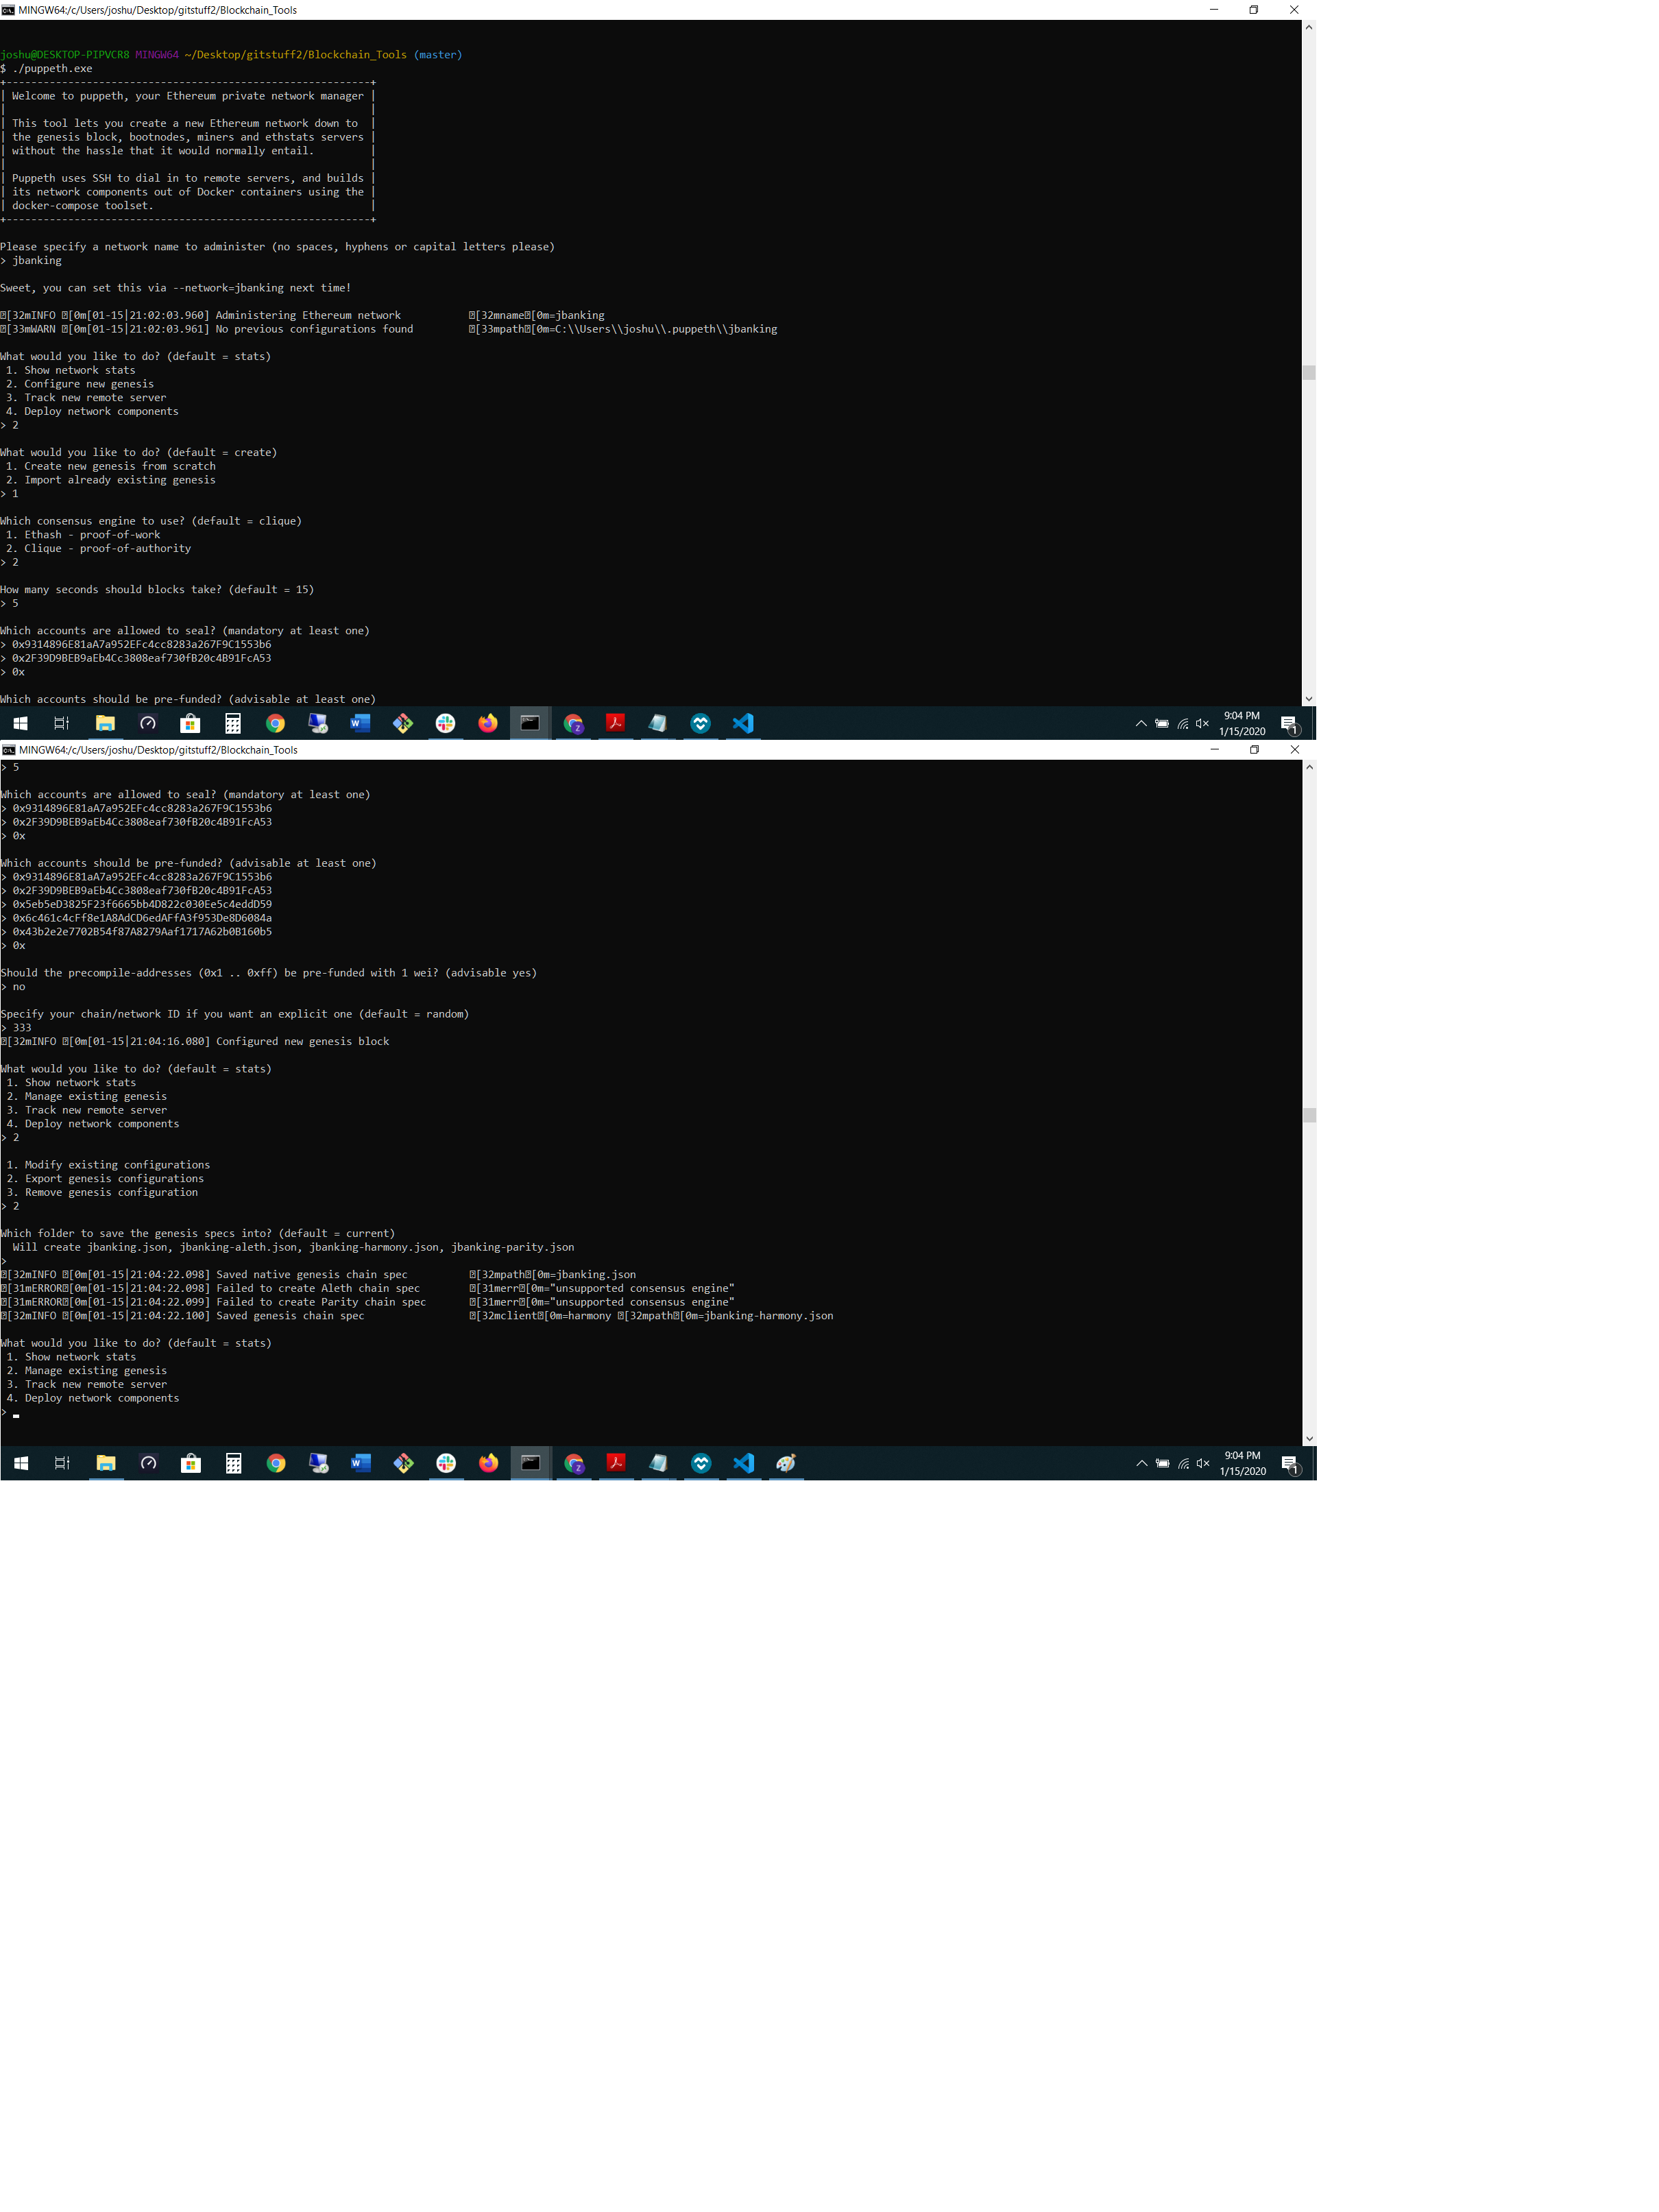 MINGW64:/c/Users/joshu/Desktop/gitstuff2/Blockchain_Tools
joshu@DESKTOP-PIPVCR8 MINGW64 ~/Desktop/gitstuff2/Blockchain_Tools (master)
$ ./puppeth.exe
+-----------------------------------------------------------+
| Welcome to puppeth, your Ethereum private network manager |
|                                                           |
| This tool lets you create a new Ethereum network down to  |
| the genesis block, bootnodes, miners and ethstats servers |
| without the hassle that it would normally entail.         |
|                                                           |
| Puppeth uses SSH to dial in to remote servers, and builds |
| its network components out of Docker containers using the |
| docker-compose toolset.                                   |
+-----------------------------------------------------------+
Please specify a network name to administer (no spaces, hyphens or capital letters please)
> jbanking
Sweet, you can set this via --network=jbanking next time!
[32mINFO [0m[01-15|21:02:03.960] Administering Ethereum network           [32mname[0m=jbanking
[33mWARN [0m[01-15|21:02:03.961] No previous configurations found         [33mpath[0m=C:\\Users\\joshu\\.puppeth\\jbanking
What would you like to do? (default = stats)
1. Show network stats
2. Configure new genesis
3. Track new remote server
4. Deploy network components
> 2
What would you like to do? (default = create)
1. Create new genesis from scratch
2. Import already existing genesis
> 1
Which consensus engine to use? (default = clique)
1. Ethash - proof-of-work
2. Clique - proof-of-authority
> 2
How many seconds should blocks take? (default = 15)
> 5
Which accounts are allowed to seal? (mandatory at least one)
> 0x9314896E81aA7a952EFc4cc8283a267F9C1553b6
> 0x2F39D9BEB9aEb4Cc3808eaf730fB20c4B91FcA53
> 0x
Which accounts should be pre-funded? (advisable at least one)
9:04 PM
1/15/2020
1
MINGW64:/c/Users/joshu/Desktop/gitstuff2/Blockchain_Tools
> 5
Which accounts are allowed to seal? (mandatory at least one)
> 0x9314896E81aA7a952EFc4cc8283a267F9C1553b6
> 0x2F39D9BEB9aEb4Cc3808eaf730fB20c4B91FcA53
> 0x
Which accounts should be pre-funded? (advisable at least one)
> 0x9314896E81aA7a952EFc4cc8283a267F9C1553b6
> 0x2F39D9BEB9aEb4Cc3808eaf730fB20c4B91FcA53
> 0x5eb5eD3825F23f6665bb4D822c030Ee5c4eddD59
> 0x6c461c4cFf8e1A8AdCD6edAFfA3f953De8D6084a
> 0x43b2e2e7702B54f87A8279Aaf1717A62b0B160b5
> 0x
Should the precompile-addresses (0x1 .. 0xff) be pre-funded with 1 wei? (advisable yes)
> no
Specify your chain/network ID if you want an explicit one (default = random)
> 333
[32mINFO [0m[01-15|21:04:16.080] Configured new genesis block
What would you like to do? (default = stats)
1. Show network stats
2. Manage existing genesis
3. Track new remote server
4. Deploy network components
> 2
1. Modify existing configurations
2. Export genesis configurations
3. Remove genesis configuration
> 2
Which folder to save the genesis specs into? (default = current)
Will create jbanking.json, jbanking-aleth.json, jbanking-harmony.json, jbanking-parity.json
>
[32mINFO [0m[01-15|21:04:22.098] Saved native genesis chain spec          [32mpath[0m=jbanking.json
[31mERROR[0m[01-15|21:04:22.098] Failed to create Aleth chain spec        [31merr[0m="unsupported consensus engine"
[31mERROR[0m[01-15|21:04:22.099] Failed to create Parity chain spec       [31merr[0m="unsupported consensus engine"
[32mINFO [0m[01-15|21:04:22.100] Saved genesis chain spec                 [32mclient[0m=harmony [32mpath[0m=jbanking-harmony.json
What would you like to do? (default = stats)
1. Show network stats
2. Manage existing genesis
3. Track new remote server
4. Deploy network components
>
9:04 PM
1/15/2020
1